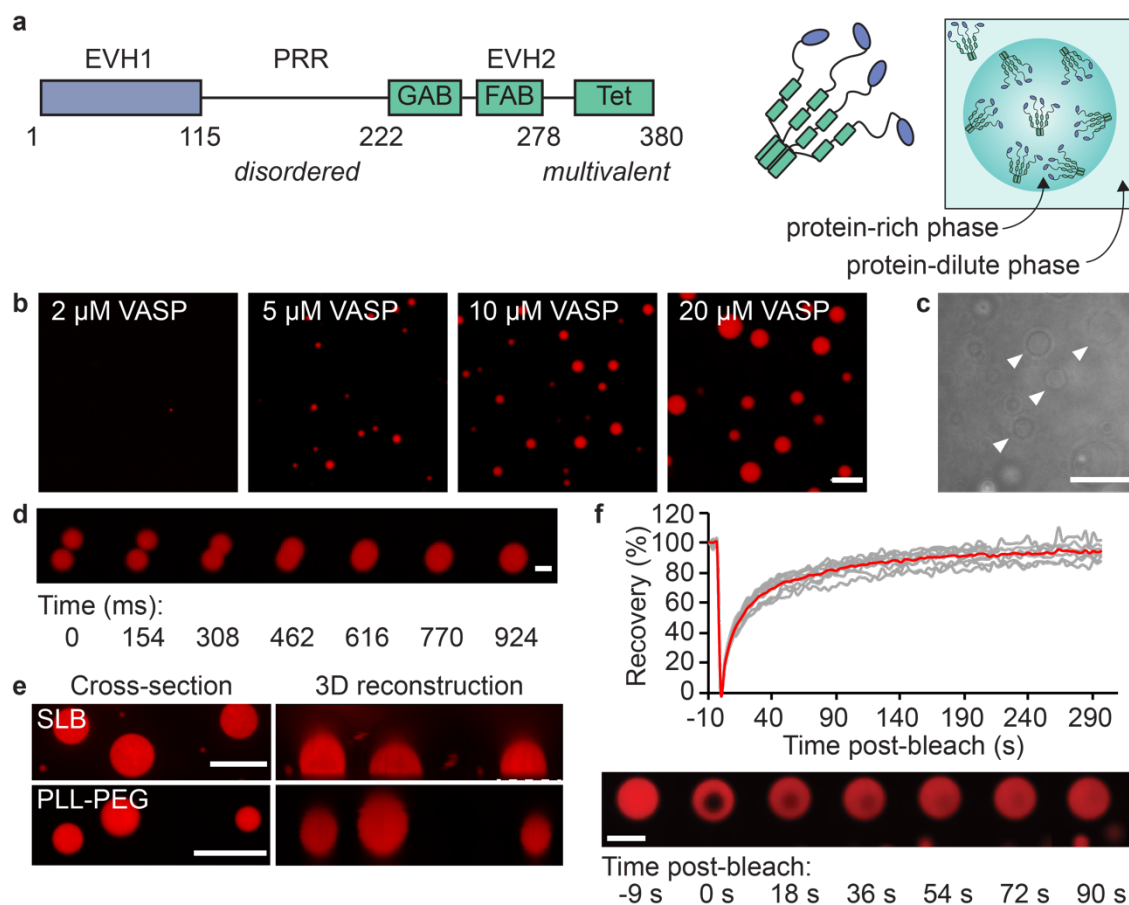 a
EVH1 PRR EVH2
GAB FAB Tet
1 115 222 278 380
disordered multivalent
protein-rich phase
protein-dilute phase
b
2 µM VASP 5 µM VASP 10 µM VASP 20 µM VASP
c
d
Time (ms):
0 154 308 462 616 770 924
e
Cross-section 3D reconstruction
SLB
PLL-PEG
f
120
100
80
60
40
20
0
Recovery (%)
-10 40 90 140 190 240 290
Time post-bleach (s)
Time post-bleach:
-9 s 0 s 18 s 36 s 54 s 72 s 90 s